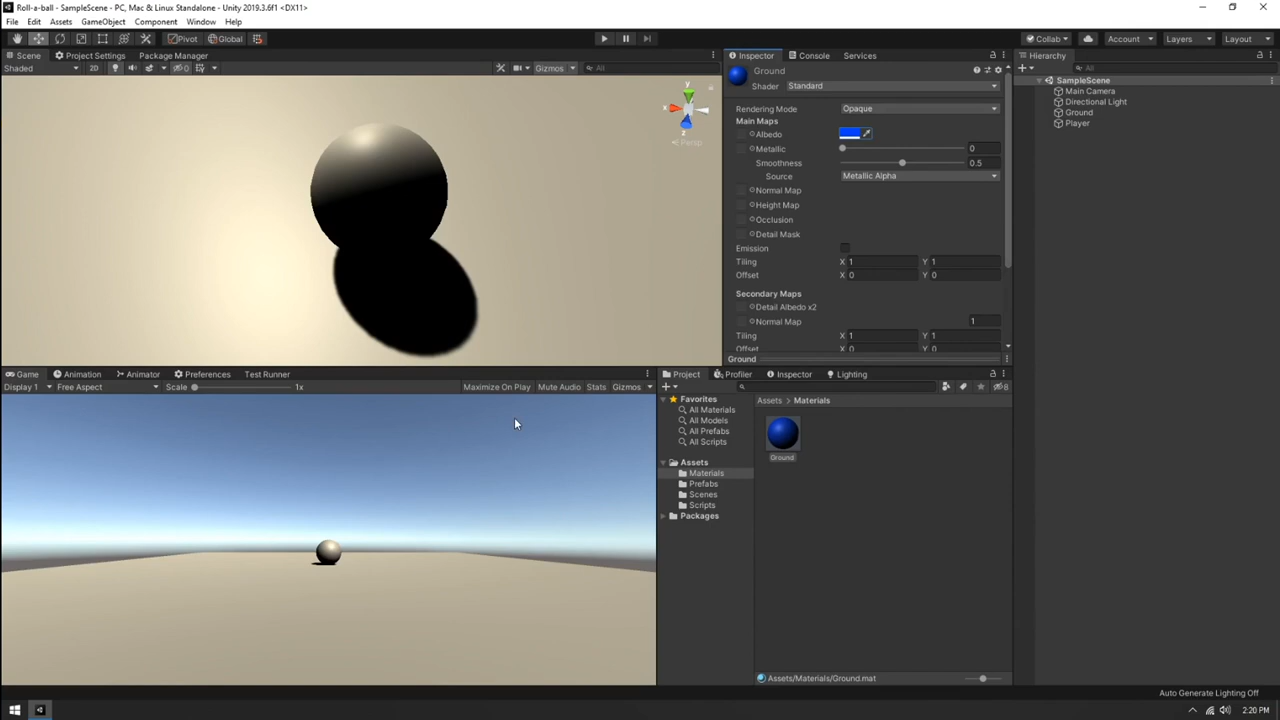 Roll-a-ball - SampleScene - PC, Mac & Linux Standalone - Unity 2019.3.6f1 <DX11>
File Edit Assets GameObject Component Window Help
Pivot Global Collab Account Layers Layout
Scene Project Settings Package Manager
Shaded 2D 0 Gizmos All
y
x
z
Persp
Inspector Console Services
Ground
Shader Standard
Rendering Mode Opaque
Main Maps
Albedo
Metallic 0
Smoothness 0.5
Source Metallic Alpha
Normal Map
Height Map
Occlusion
Detail Mask
Emission
Tiling X 1 Y 1
Offset X 0 Y 0
Secondary Maps
Detail Albedo x2
Normal Map 1
Tiling X 1 Y 1
Offset X 0 Y 0
Ground
Hierarchy
All
SampleScene
Main Camera
Directional Light
Ground
Player
Game Animation Animator Preferences Test Runner
Display 1 Free Aspect Scale 1x Maximize On Play Mute Audio Stats Gizmos
Project Profiler Inspector Lighting
8
Favorites
All Materials
All Models
All Prefabs
All Scripts
Assets
Materials
Prefabs
Scenes
Scripts
Packages
Assets > Materials
Ground
Assets/Materials/Ground.mat
Auto Generate Lighting Off
2:20 PM